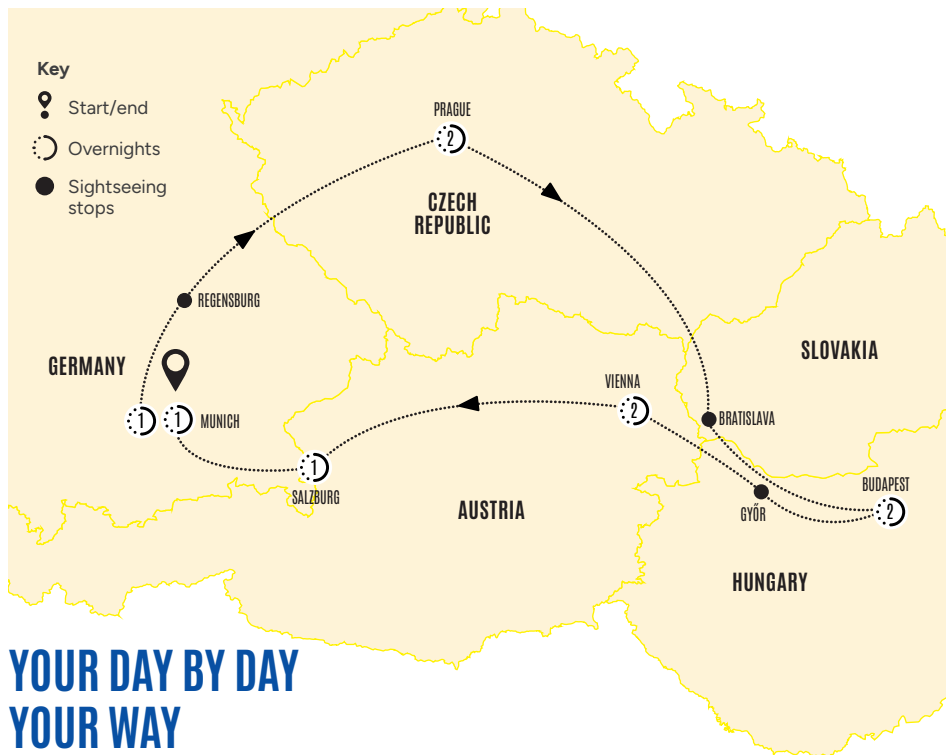 Key
Start/end
Overnights
Sightseeing
stops
PRAGUE
2
CZECH
REPUBLIC
REGENSBURG
GERMANY
SLOVAKIA
VIENNA
2
1
1
MUNICH
BRATISLAVA
1
SALZBURG
AUSTRIA
BUDAPEST
2
GYŐR
HUNGARY
YOUR DAY BY DAY
YOUR WAY